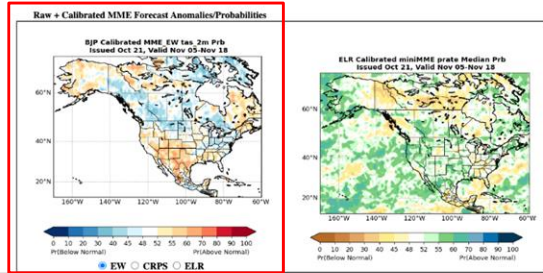 Raw + Calibrated MME Forecast Anomalies/Probabilities
BJP Calibrated MME_EW tas_2m Prb
Issued Oct 21, Valid Nov 05-Nov 18
60°N
40°N
20°N
160°W 140°W 120°W 100°W 80°W 60°W
0 10 20 30 40 45 48 52 55 60 70 80 90 100
Pr(Below Normal) Pr(Above Normal)
EW CRPS ELR
ELR Calibrated miniMME prate Median Prb
Issued Oct 21, Valid Nov 05-Nov 18
60°N
40°N
20°N
160°W 140°W 120°W 100°W 80°W 60°W
0 10 20 30 40 45 48 52 55 60 70 80 90 100
Pr(Below Normal) Pr(Above Normal)